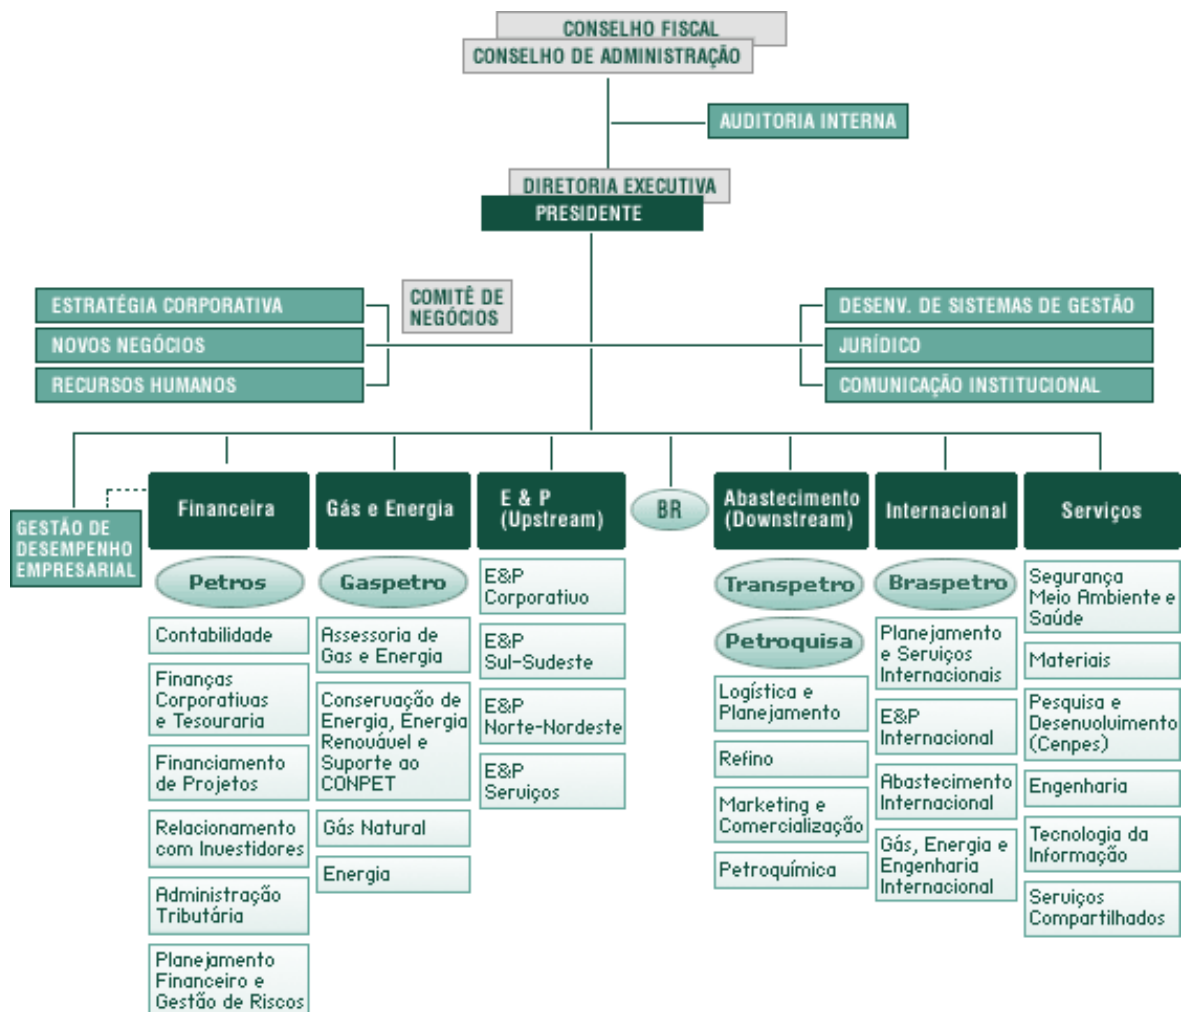 CONSELHO FISCAL
CONSELHO DE ADMINISTRAÇÃO
AUDITORIA INTERNA
DIRETORIA EXECUTIVA
PRESIDENTE
COMITÊ DE
NEGÓCIOS
ESTRATÉGIA CORPORATIVA
NOVOS NEGÓCIOS
RECURSOS HUMANOS
DESENV. DE SISTEMAS DE GESTÃO
JURÍDICO
COMUNICAÇÃO INSTITUCIONAL
GESTÃO DE
DESEMPENHO
EMPRESARIAL
Financeira
Petros
Contabilidade
Finanças
Corporativas
e Tesouraria
Financiamento
de Projetos
Relacionamento
com Investidores
Administração
Tributária
Planejamento
Financeiro e
Gestão de Riscos
Gás e Energia
Gaspetro
Assessoria de
Gas e Energia
Conservação de
Energia, Energia
Renovável e
Suporte ao
CONPET
Gás Natural
Energia
E & P
(Upstream)
E&P
Corporativo
E&P
Sul-Sudeste
E&P
Norte-Nordeste
E&P
Serviços
BR
Abastecimento
(Downstream)
Transpetro
Petroquisa
Logística e
Planejamento
Refino
Marketing e
Comercialização
Petroquímica
Internacional
Braspetro
Planejamento
e Serviços
Internacionais
E&P
Internacional
Abastecimento
Internacional
Gás, Energia e
Engenharia
Internacional
Serviços
Segurança
Meio Ambiente e
Saúde
Materiais
Pesquisa e
Desenvolvimento
(Cenpes)
Engenharia
Tecnologia da
Informação
Serviços
Compartilhados